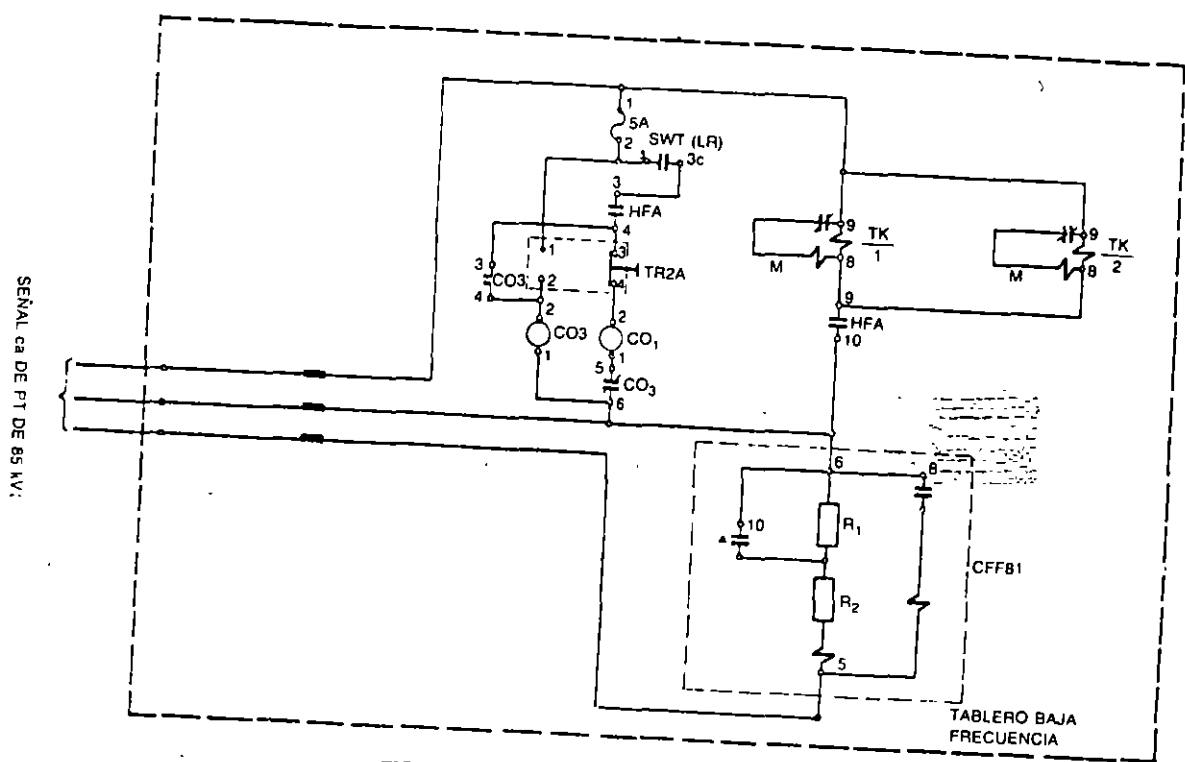 1
5A
2
SWT (LR)
3c
3
HFA
4
1
3
TR2A
3
CO3
4
2
4
2
CO3
1
2
CO1
1
5
CO3
6
9
TK
1
M
8
9
HFA
10
9
TK
2
M
8
SEÑAL ca DE PT DE 85 kV;
6
8
10
R1
CFF81
R2
5
TABLERO BAJA
FRECUENCIA